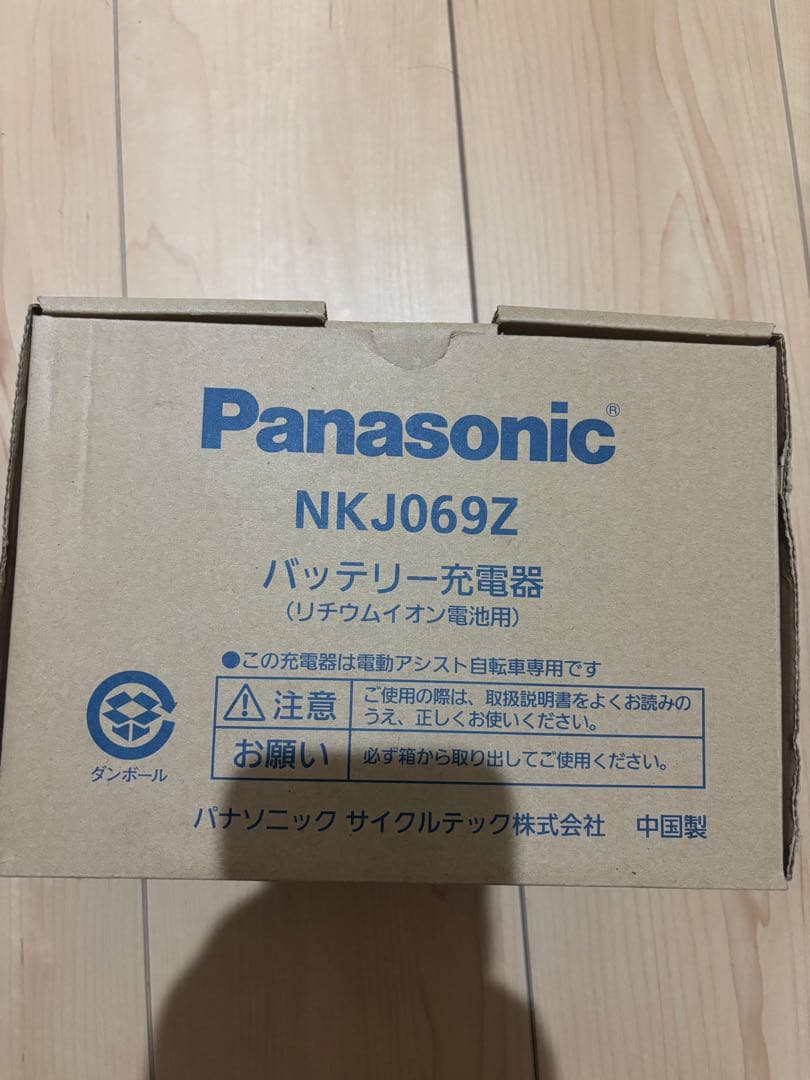 Panasonic®
NKJ069Z
バッテリー充電器
(リチウムイオン電池用)
●この充電器は電動アシスト自転車専用です
注意
ご使用の際は、取扱説明書をよくお読みの
うえ、正しくお使いください。
お願い
必ず箱から取り出してご使用ください。
ダンボール
パナソニック サイクルテック株式会社 中国製